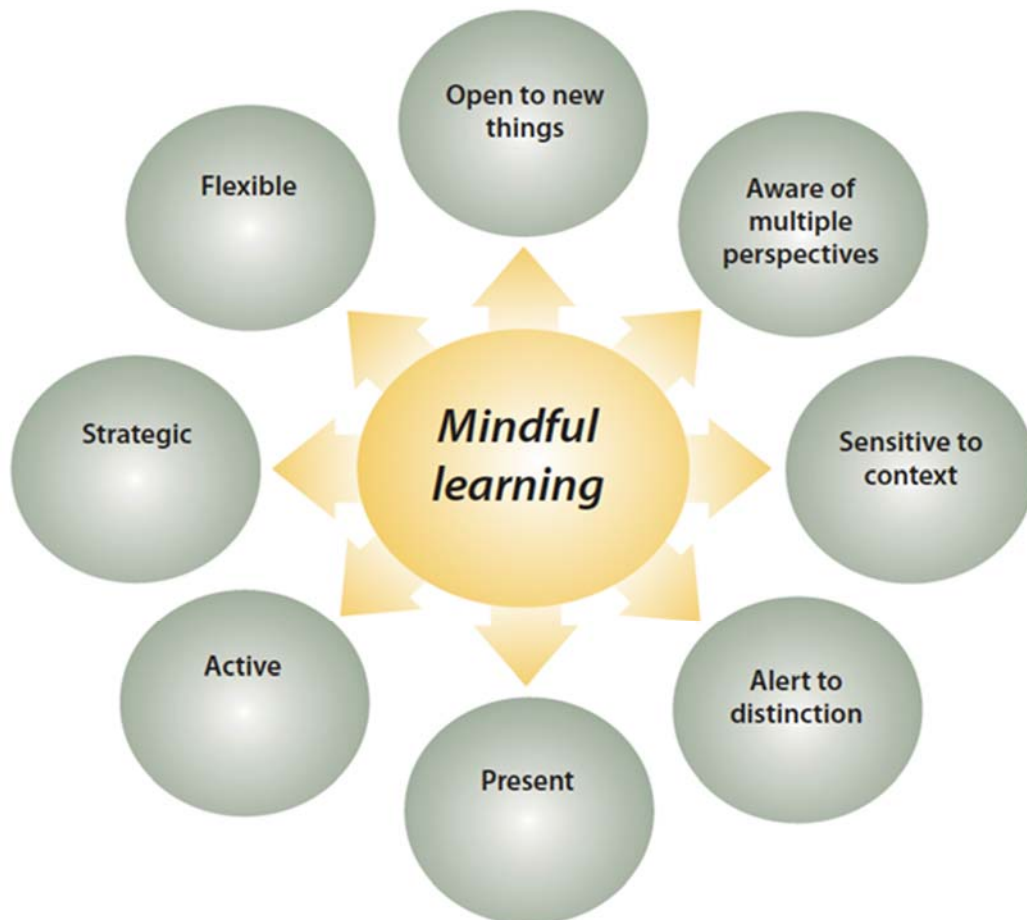 Open to new
things
Flexible
Aware of
multiple
perspectives
Mindful
learning
Strategic
Sensitive to
context
Active
Alert to
distinction
Present